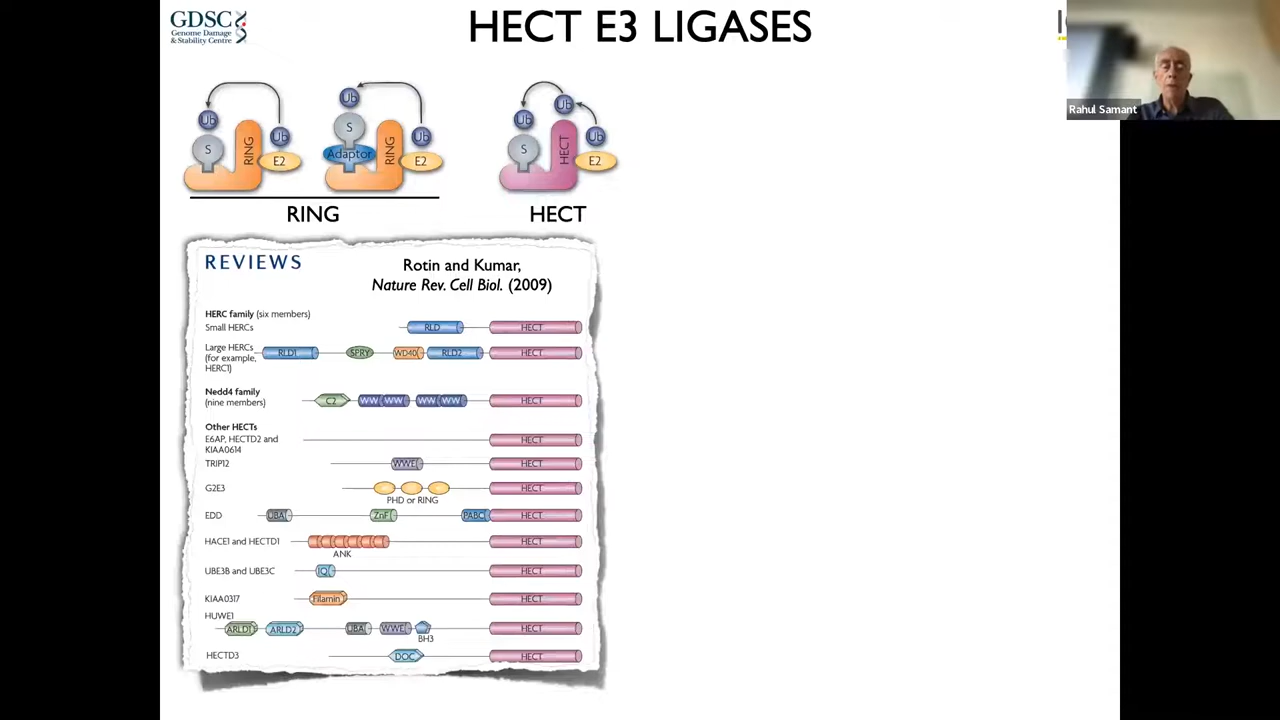 GDSC
Genome Damage
& Stability Centre
HECT E3 LIGASES
Rahul Samant
Ub
S
RING
Ub
E2
Ub
S
Adaptor
RING
Ub
E2
Ub
Ub
S
HECT
Ub
E2
RING
HECT
REVIEWS
Rotin and Kumar,
Nature Rev. Cell Biol. (2009)
HERC family (six members)
Small HERCs
RLD
HECT
Large HERCs
(for example,
HERC1)
RLD1
SPRY
WD40
RLD2
HECT
Nedd4 family
(nine members)
C2
WW
WW
WW
WW
HECT
Other HECTs
E6AP, HECTD2 and
KIAA0614
HECT
TRIP12
WWE
HECT
G2E3
PHD or RING
HECT
EDD
UBA
ZnF
PABC
HECT
HACE1 and HECTD1
ANK
HECT
UBE3B and UBE3C
IQ
HECT
KIAA0317
Filamin
HECT
HUWE1
ARLD1
ARLD2
UBA
WWE
BH3
HECT
HECTD3
DOC
HECT